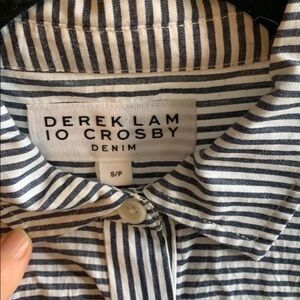 DEREK LAM
10 CROSBY
DENIM
S/P